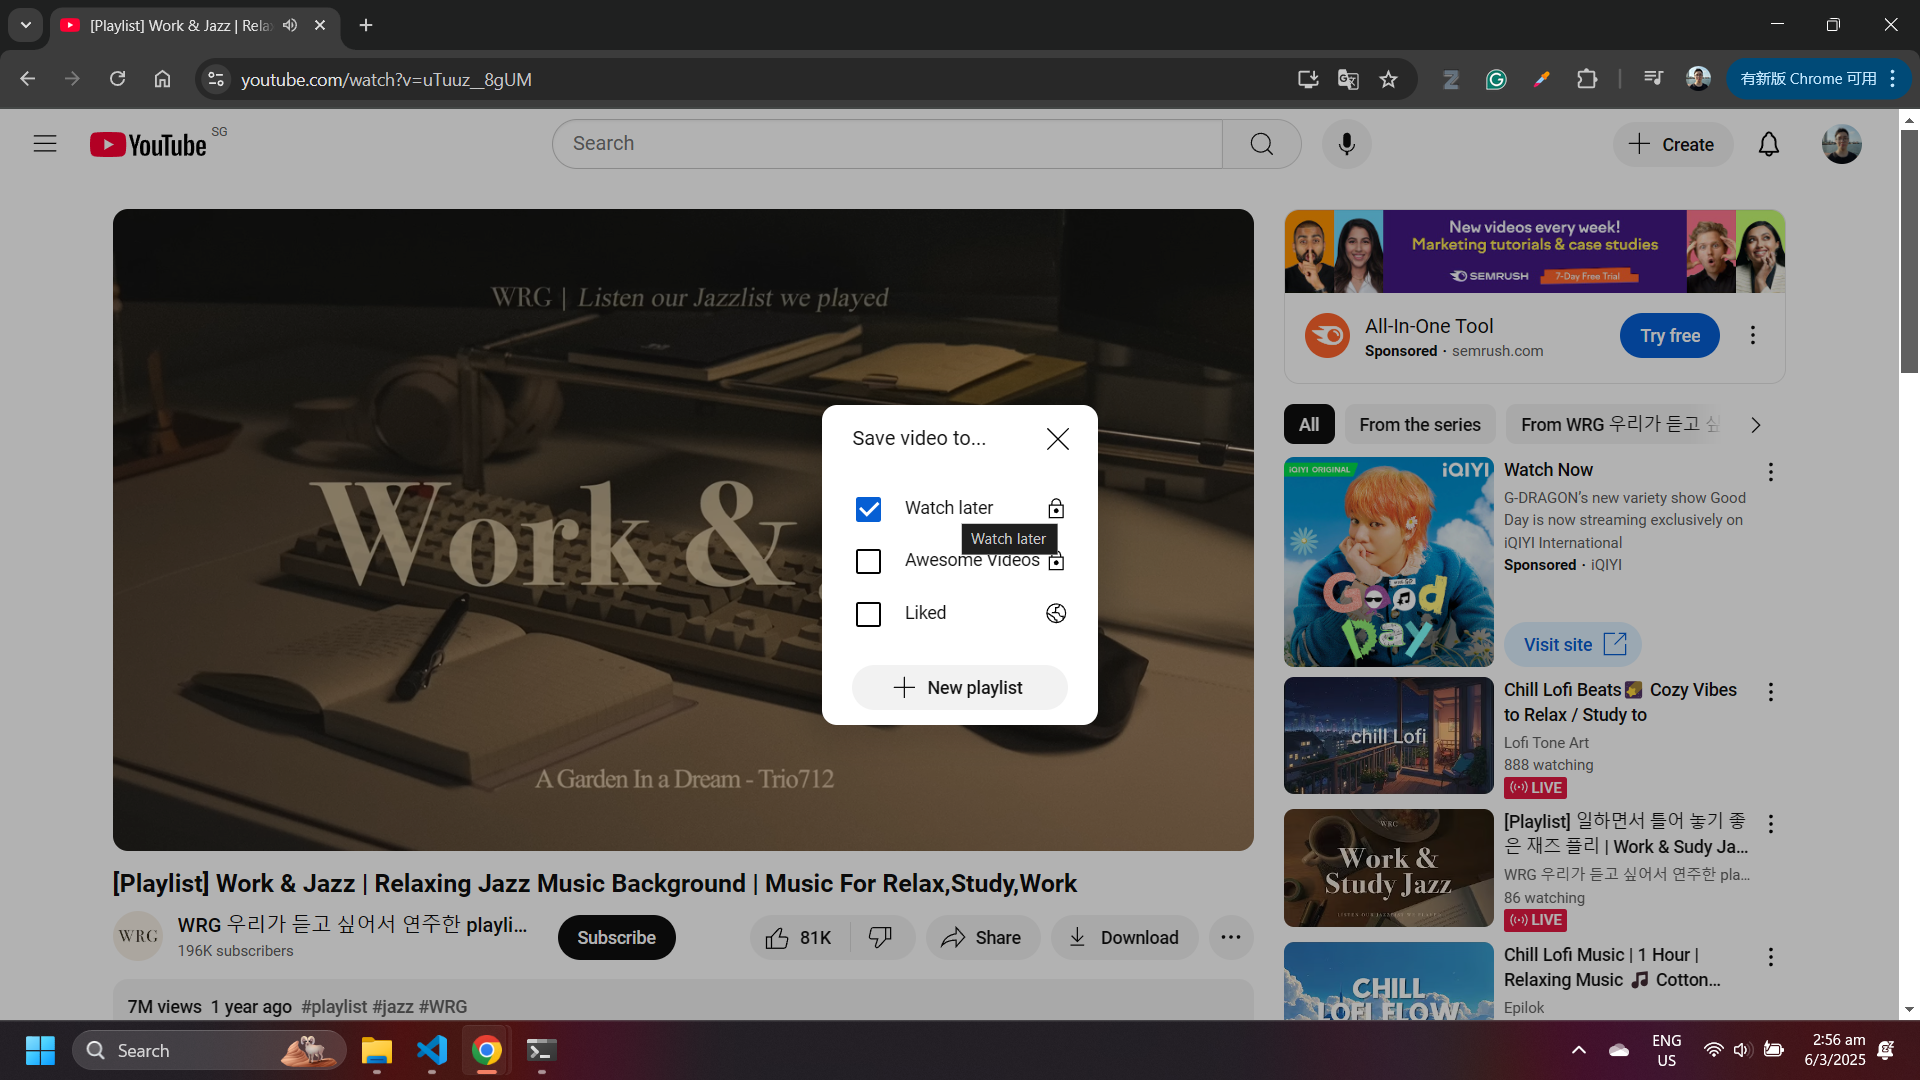 [Playlist] Work & Jazz | Rela
youtube.com/watch?v=uTuuz__8gUM
有新版 Chrome 可用
YouTube SG
Search
Create
WRG | Listen our Jazzlist we played
Work &
A Garden In a Dream - Trio712
Save video to...
Watch later
Watch later
Awesome Videos
Liked
New playlist
New videos every week!
Marketing tutorials & case studies
SEMRUSH 7-Day Free Trial
All-In-One Tool
Sponsored · semrush.com
Try free
All
From the series
From WRG 우리가 듣고 싶
iQIYI ORIGINAL
iQIYI
Good
Day
Watch Now
G-DRAGON's new variety show Good
Day is now streaming exclusively on
iQIYI International
Sponsored · iQIYI
Visit site
chill Lofi
Chill Lofi Beats🌠 Cozy Vibes
to Relax / Study to
Lofi Tone Art
888 watching
LIVE
WRG
Work &
Study Jazz
[Playlist] 일하면서 틀어 놓기 좋
은 재즈 플리 | Work & Sudy Ja...
WRG 우리가 듣고 싶어서 연주한 pla...
86 watching
LIVE
CHILL
LOFI FLOW
Chill Lofi Music | 1 Hour |
Relaxing Music 🎵 Cotton...
Epilok
[Playlist] Work & Jazz | Relaxing Jazz Music Background | Music For Relax,Study,Work
WRG
WRG 우리가 듣고 싶어서 연주한 playli...
196K subscribers
Subscribe
81K
Share
Download
7M views 1 year ago #playlist #jazz #WRG
Search
ENG
US
2:56 am
6/3/2025